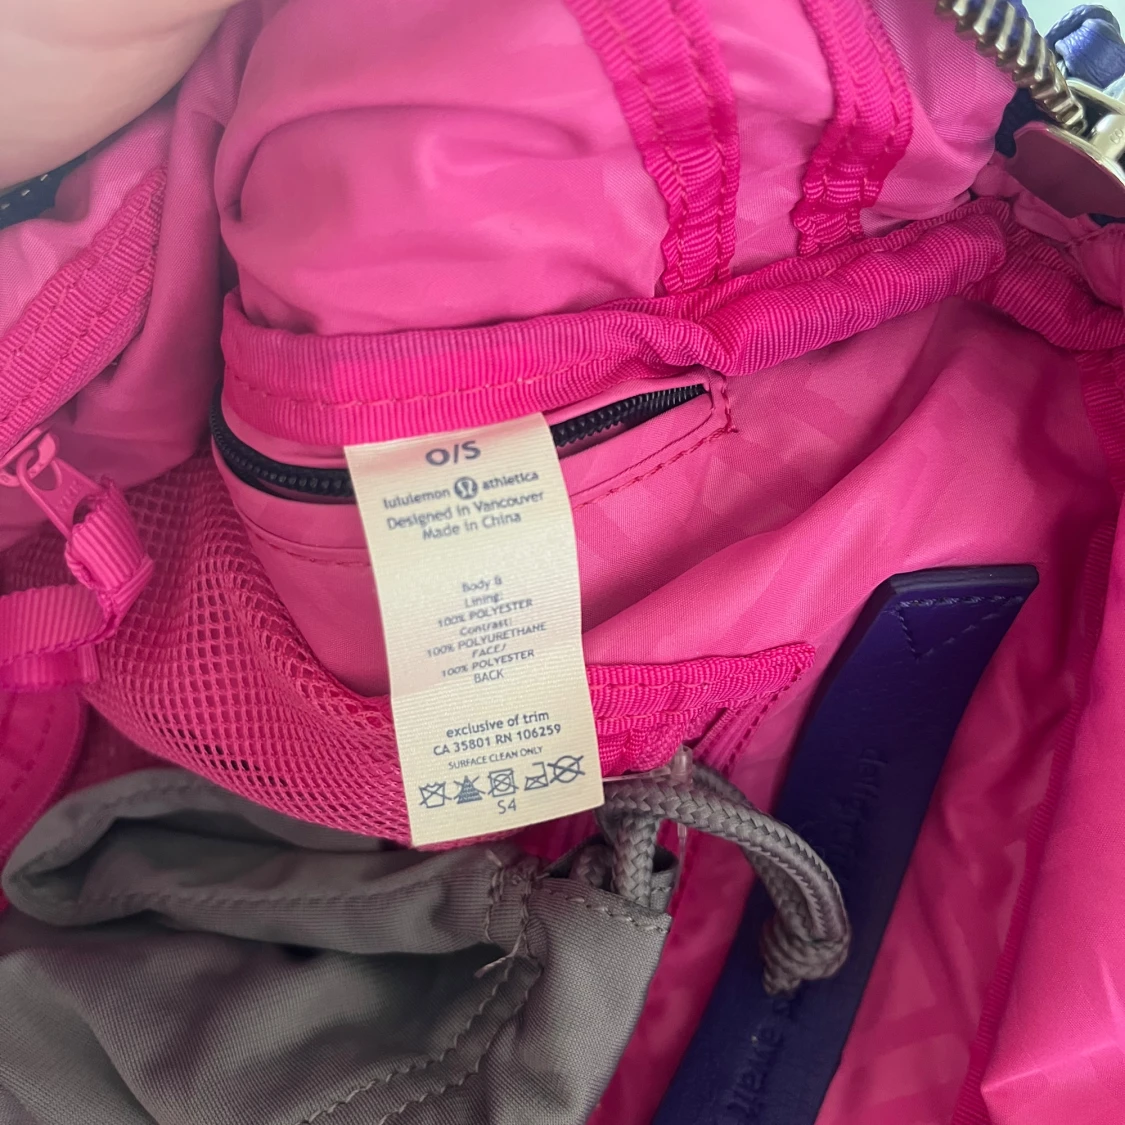 O/S
lululemon athletica
Designed in Vancouver
Made in China
Body &
Lining:
100% POLYESTER
Contrast:
100% POLYURETHANE
FACE/
100% POLYESTER
BACK
exclusive of trim
CA 35801 RN 106259
SURFACE CLEAN ONLY
S4